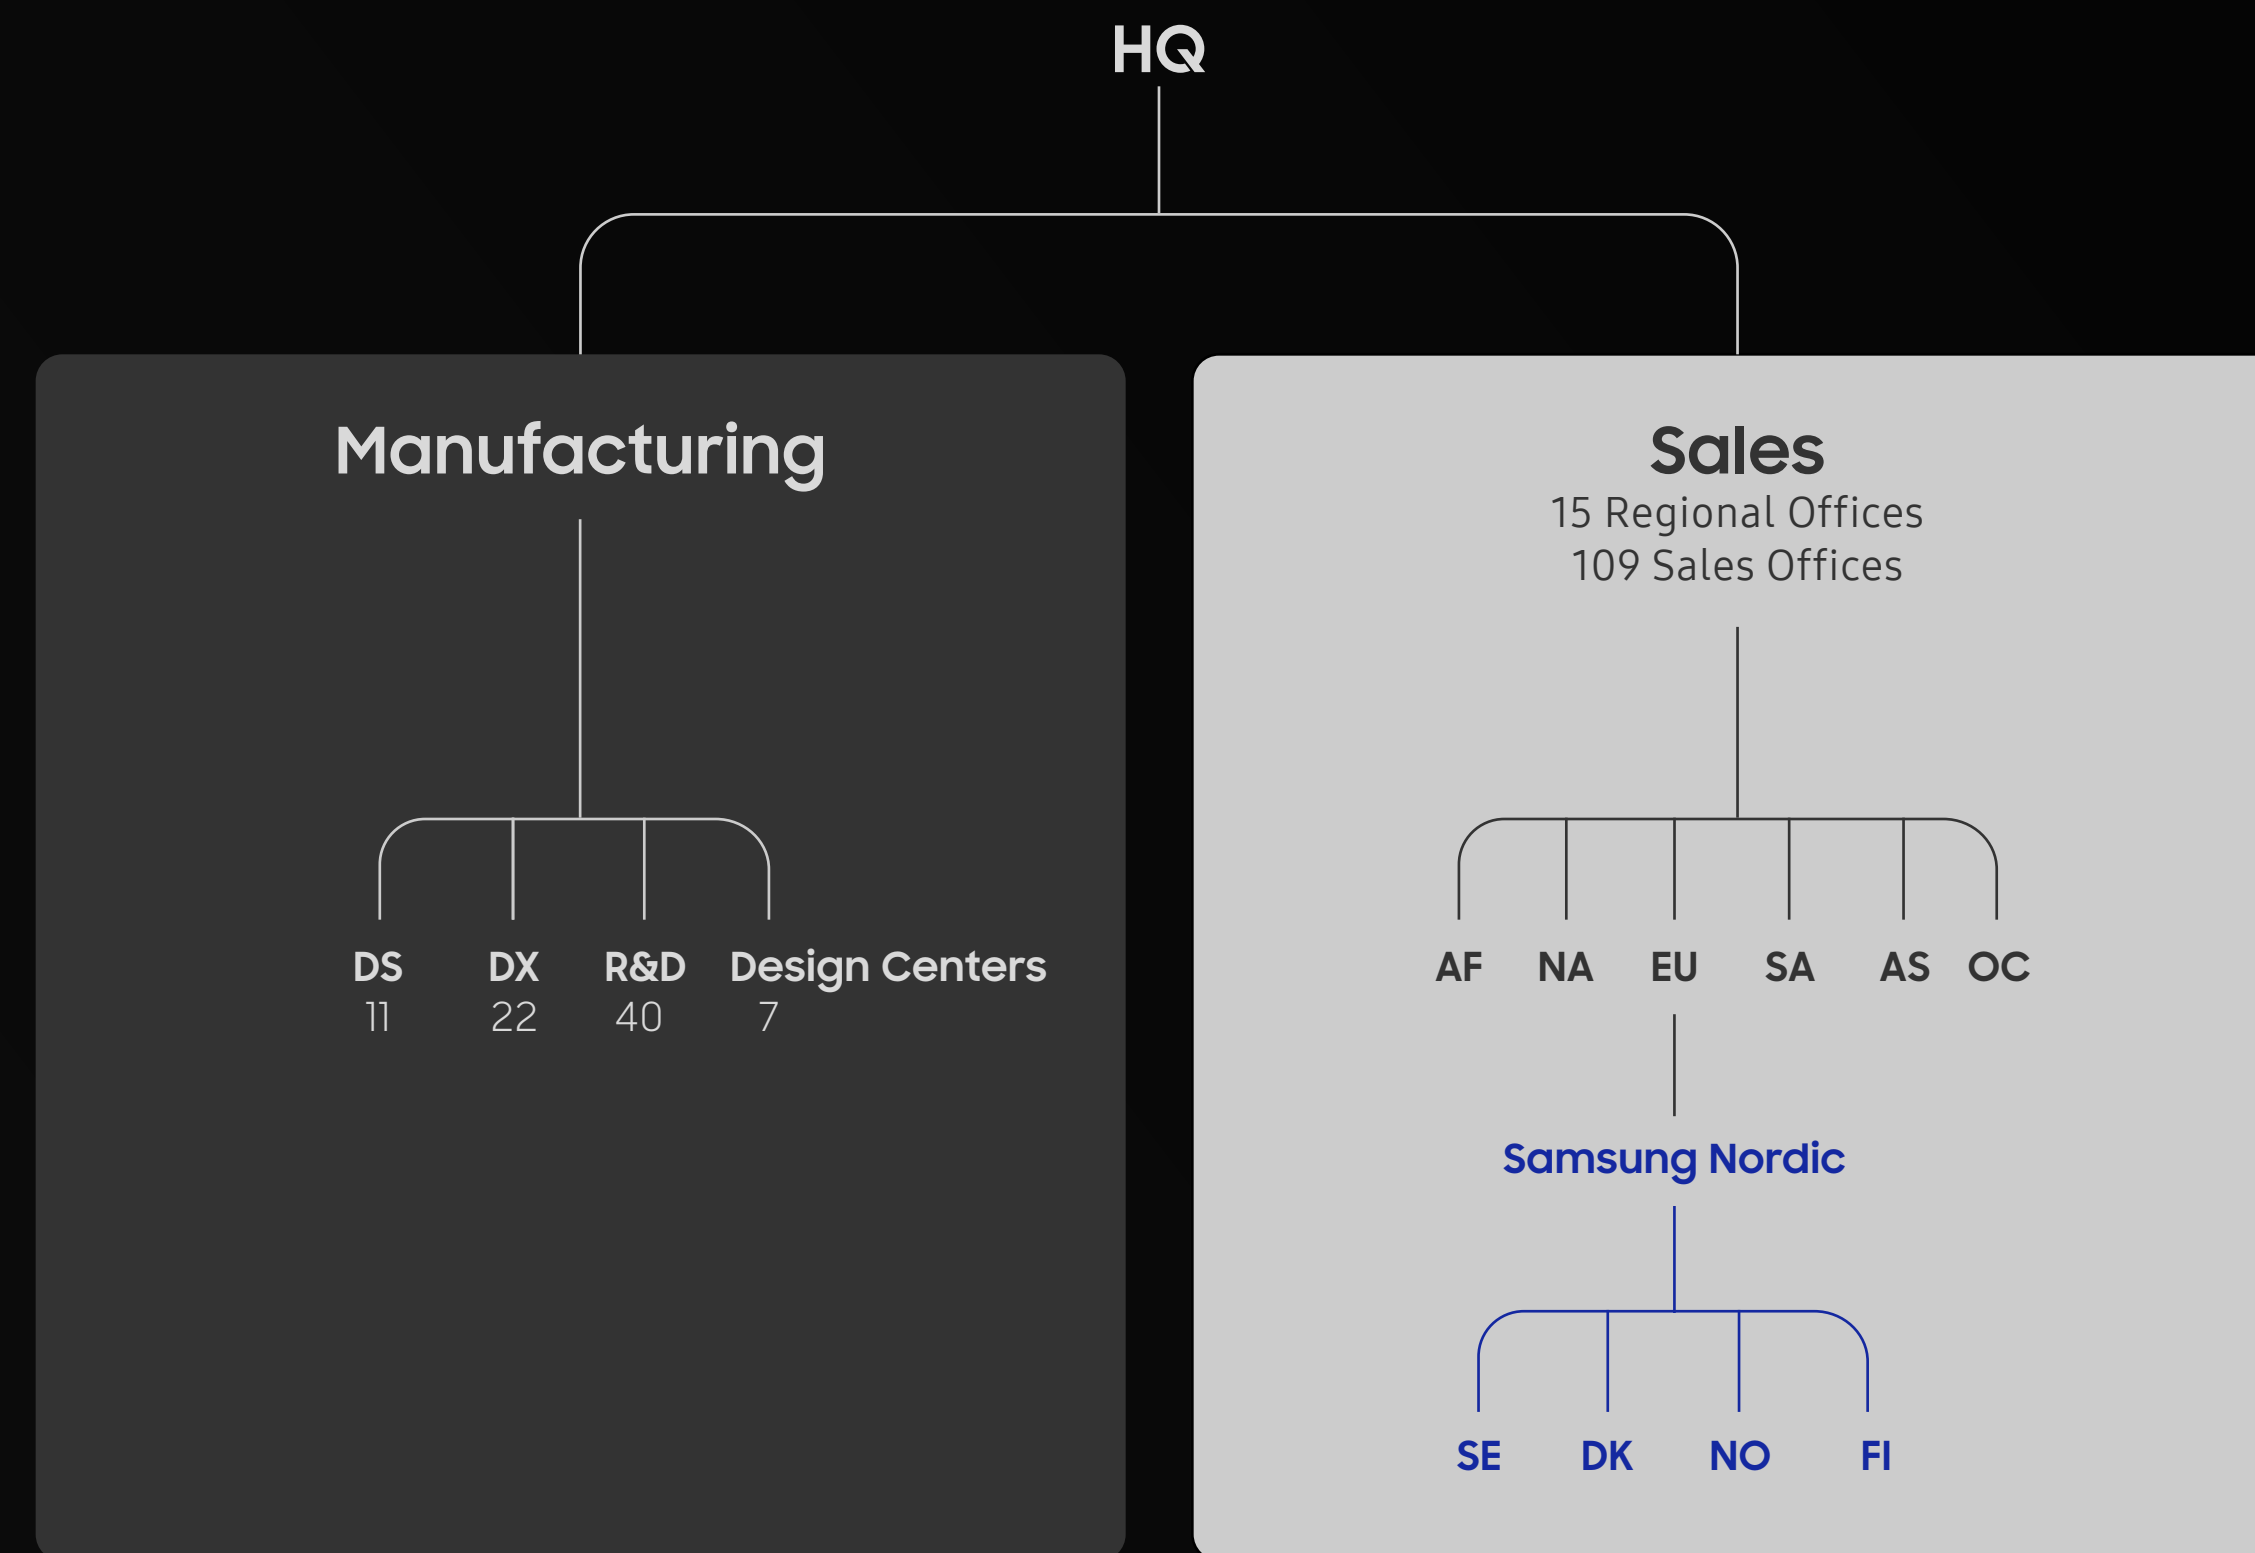 HQ
Manufacturing
DS
11
DX
22
R&D
40
Design Centers
7
Sales
15 Regional Offices
109 Sales Offices
AF
NA
EU
SA
AS
OC
Samsung Nordic
SE
DK
NO
FI